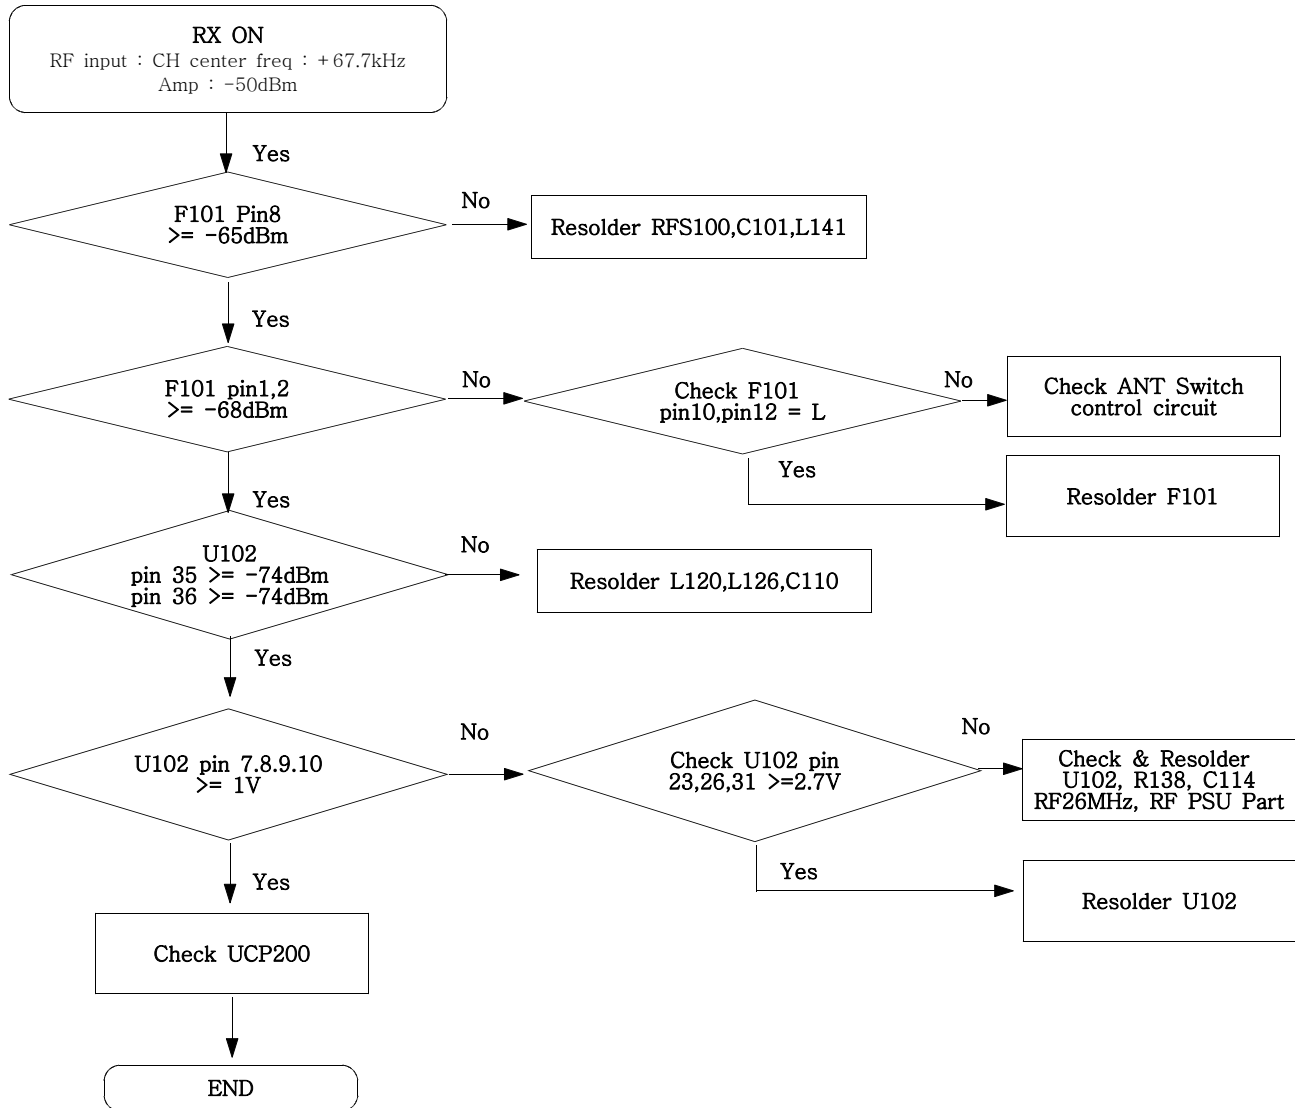 RX ON
RF input : CH center freq : +67.7kHz
Amp : -50dBm
Yes
F101 Pin8
>= -65dBm
No
Resolder RFS100,C101,L141
Yes
F101 pin1,2
>= -68dBm
No
Check F101
pin10,pin12 = L
No
Check ANT Switch
control circuit
Yes
Resolder F101
Yes
U102
pin 35 >= -74dBm
pin 36 >= -74dBm
No
Resolder L120,L126,C110
Yes
U102 pin 7.8.9.10
>= 1V
No
Check U102 pin
23,26,31 >=2.7V
No
Check & Resolder
U102, R138, C114
RF26MHz, RF PSU Part
Yes
Resolder U102
Yes
Check UCP200
END